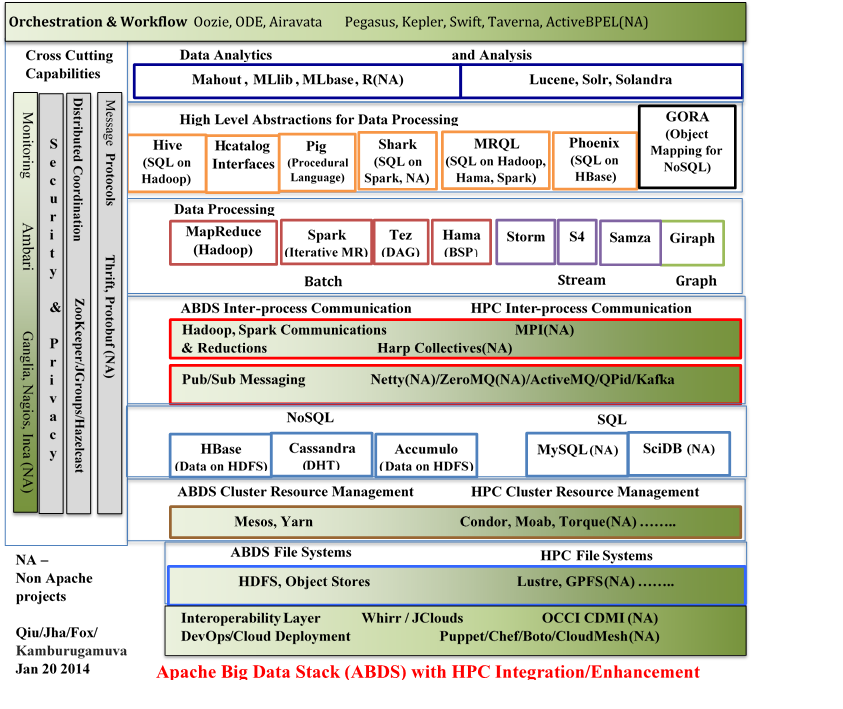 Orchestration & Workflow Oozie, ODE, Airavata Pegasus, Kepler, Swift, Taverna, ActiveBPEL(NA)
Cross Cutting
Capabilities
Monitoring Ambari Ganglia, Nagios, Inca (NA)
Security & Privacy
Distributed Coordination ZooKeeper/JGroups/Hazelcast
Message Protocols Thrift, Protobuf (NA)
Data Analytics and Analysis
Mahout , MLlib , MLbase , R(NA)
Lucene, Solr, Solandra
High Level Abstractions for Data Processing
Hive
(SQL on
Hadoop)
Hcatalog
Interfaces
Pig
(Procedural
Language)
Shark
(SQL on
Spark, NA)
MRQL
(SQL on Hadoop,
Hama, Spark)
Phoenix
(SQL on
HBase)
GORA
(Object
Mapping for
NoSQL)
Data Processing
MapReduce
(Hadoop)
Spark
(Iterative MR)
Tez
(DAG)
Hama
(BSP)
Storm
S4
Samza
Giraph
Batch Stream Graph
ABDS Inter-process Communication HPC Inter-process Communication
Hadoop, Spark Communications MPI(NA)
& Reductions Harp Collectives(NA)
Pub/Sub Messaging Netty(NA)/ZeroMQ(NA)/ActiveMQ/QPid/Kafka
NoSQL SQL
HBase
(Data on HDFS)
Cassandra
(DHT)
Accumulo
(Data on HDFS)
MySQL (NA)
SciDB (NA)
ABDS Cluster Resource Management HPC Cluster Resource Management
Mesos, Yarn Condor, Moab, Torque(NA) ……..
ABDS File Systems HPC File Systems
HDFS, Object Stores Lustre, GPFS(NA) ……..
Interoperability Layer Whirr / JClouds OCCI CDMI (NA)
DevOps/Cloud Deployment Puppet/Chef/Boto/CloudMesh(NA)
NA –
Non Apache
projects
Qiu/Jha/Fox/
Kamburugamuva
Jan 20 2014
Apache Big Data Stack (ABDS) with HPC Integration/Enhancement